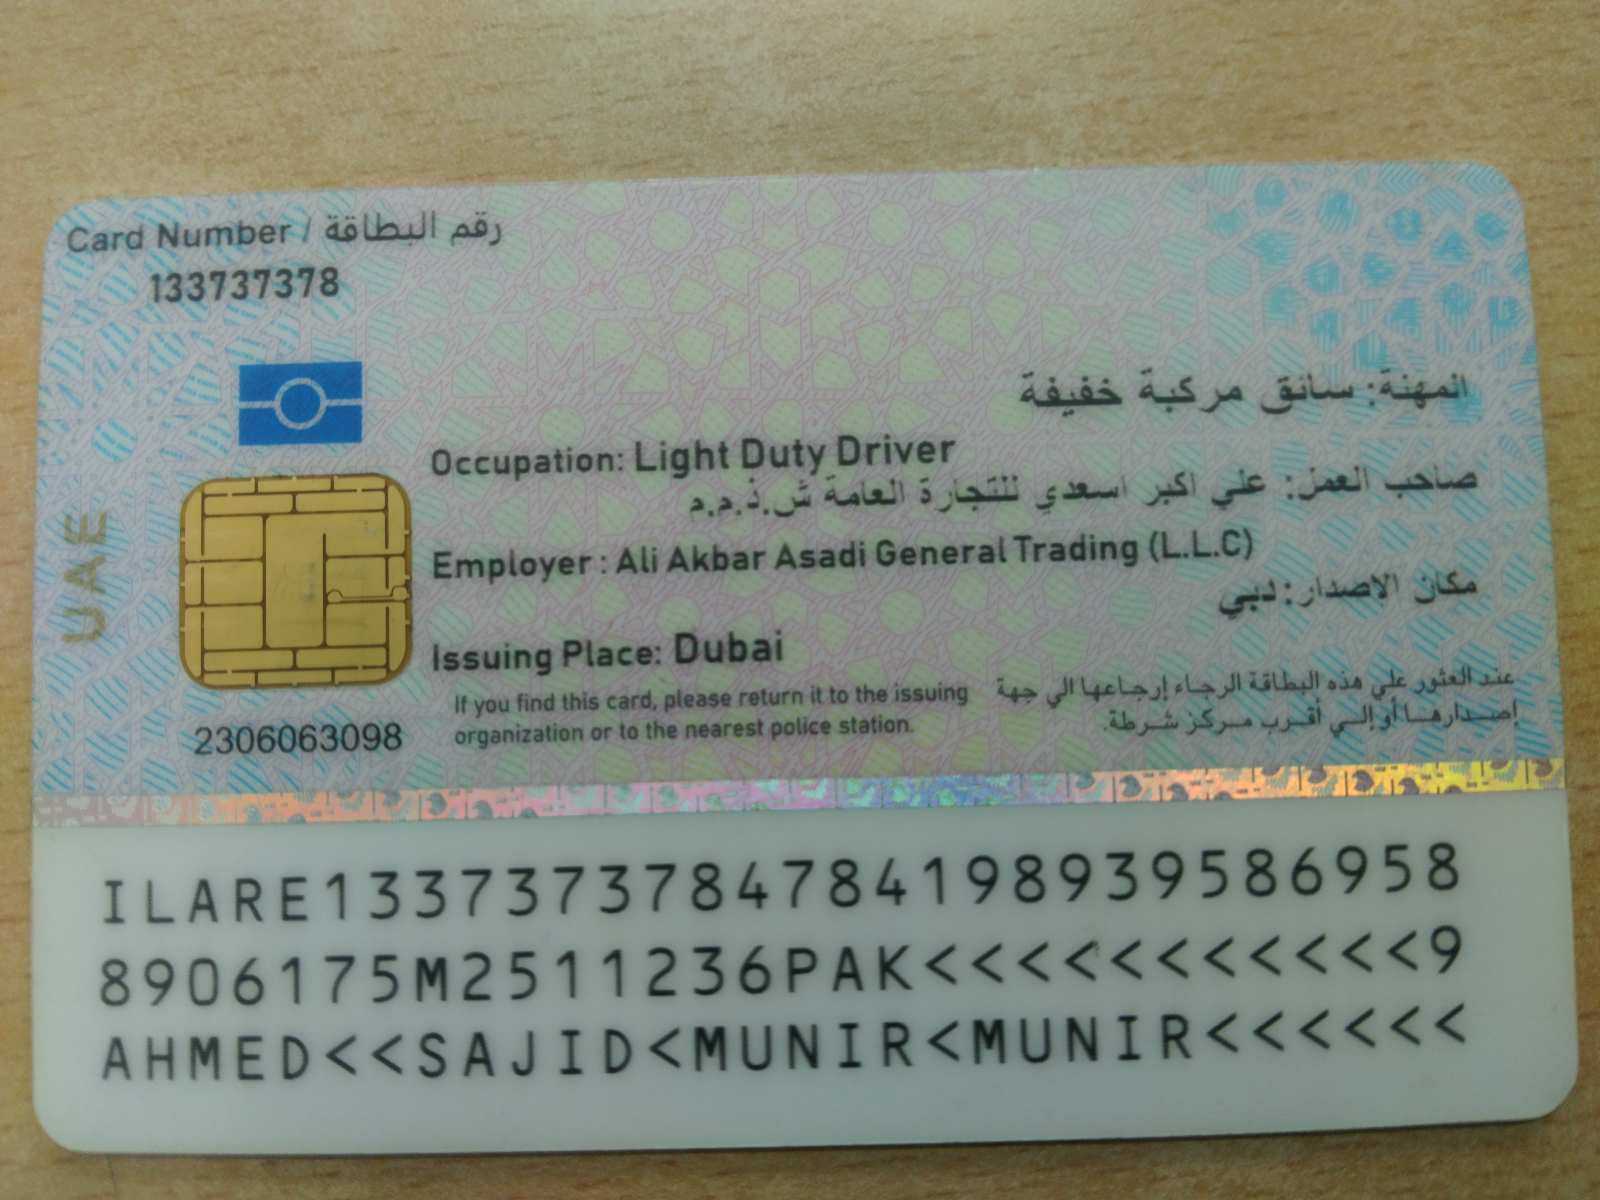 Card Number / رقم البطاقة
133737378
المهنة: سائق مركبة خفيفة
Occupation: Light Duty Driver
صاحب العمل: علي اكبر اسعدي للتجارة العامة ش.ذ.م.م
Employer : Ali Akbar Asadi General Trading (L.L.C)
مكان الاصدار: دبي
Issuing Place: Dubai
If you find this card, please return it to the issuing
organization or to the nearest police station.
عند العثور علي هذه البطاقة الرجاء إرجاعها الي جهة
إصدارها أو إلى أقرب مركز شرطة.
UAE
2306063098
ILARE1337373784784198939586958
8906175M2511236PAK<<<<<<<<<<<9
AHMED<<SAJID<MUNIR<MUNIR<<<<<<